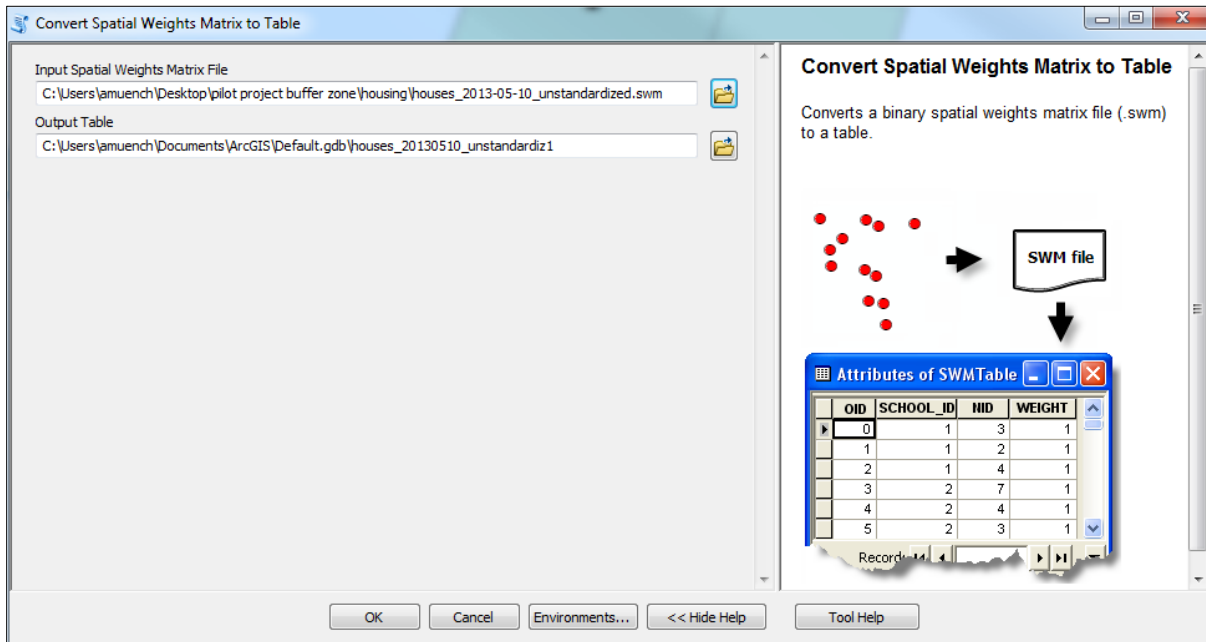 Convert Spatial Weights Matrix to Table
Input Spatial Weights Matrix File
C:\Users\amuench\Desktop\pilot project buffer zone\housing\houses_2013-05-10_unstandardized.swm
Output Table
C:\Users\amuench\Documents\ArcGIS\Default.gdb\houses_20130510_unstandardiz1
Convert Spatial Weights Matrix to Table
Converts a binary spatial weights matrix file (.swm)
to a table.
SWM file
Attributes of SWMTable
OID SCHOOL_ID NID WEIGHT
0 1 3 1
1 1 2 1
2 1 4 1
3 2 7 1
4 2 4 1
5 2 3 1
OK Cancel Environments... << Hide Help Tool Help